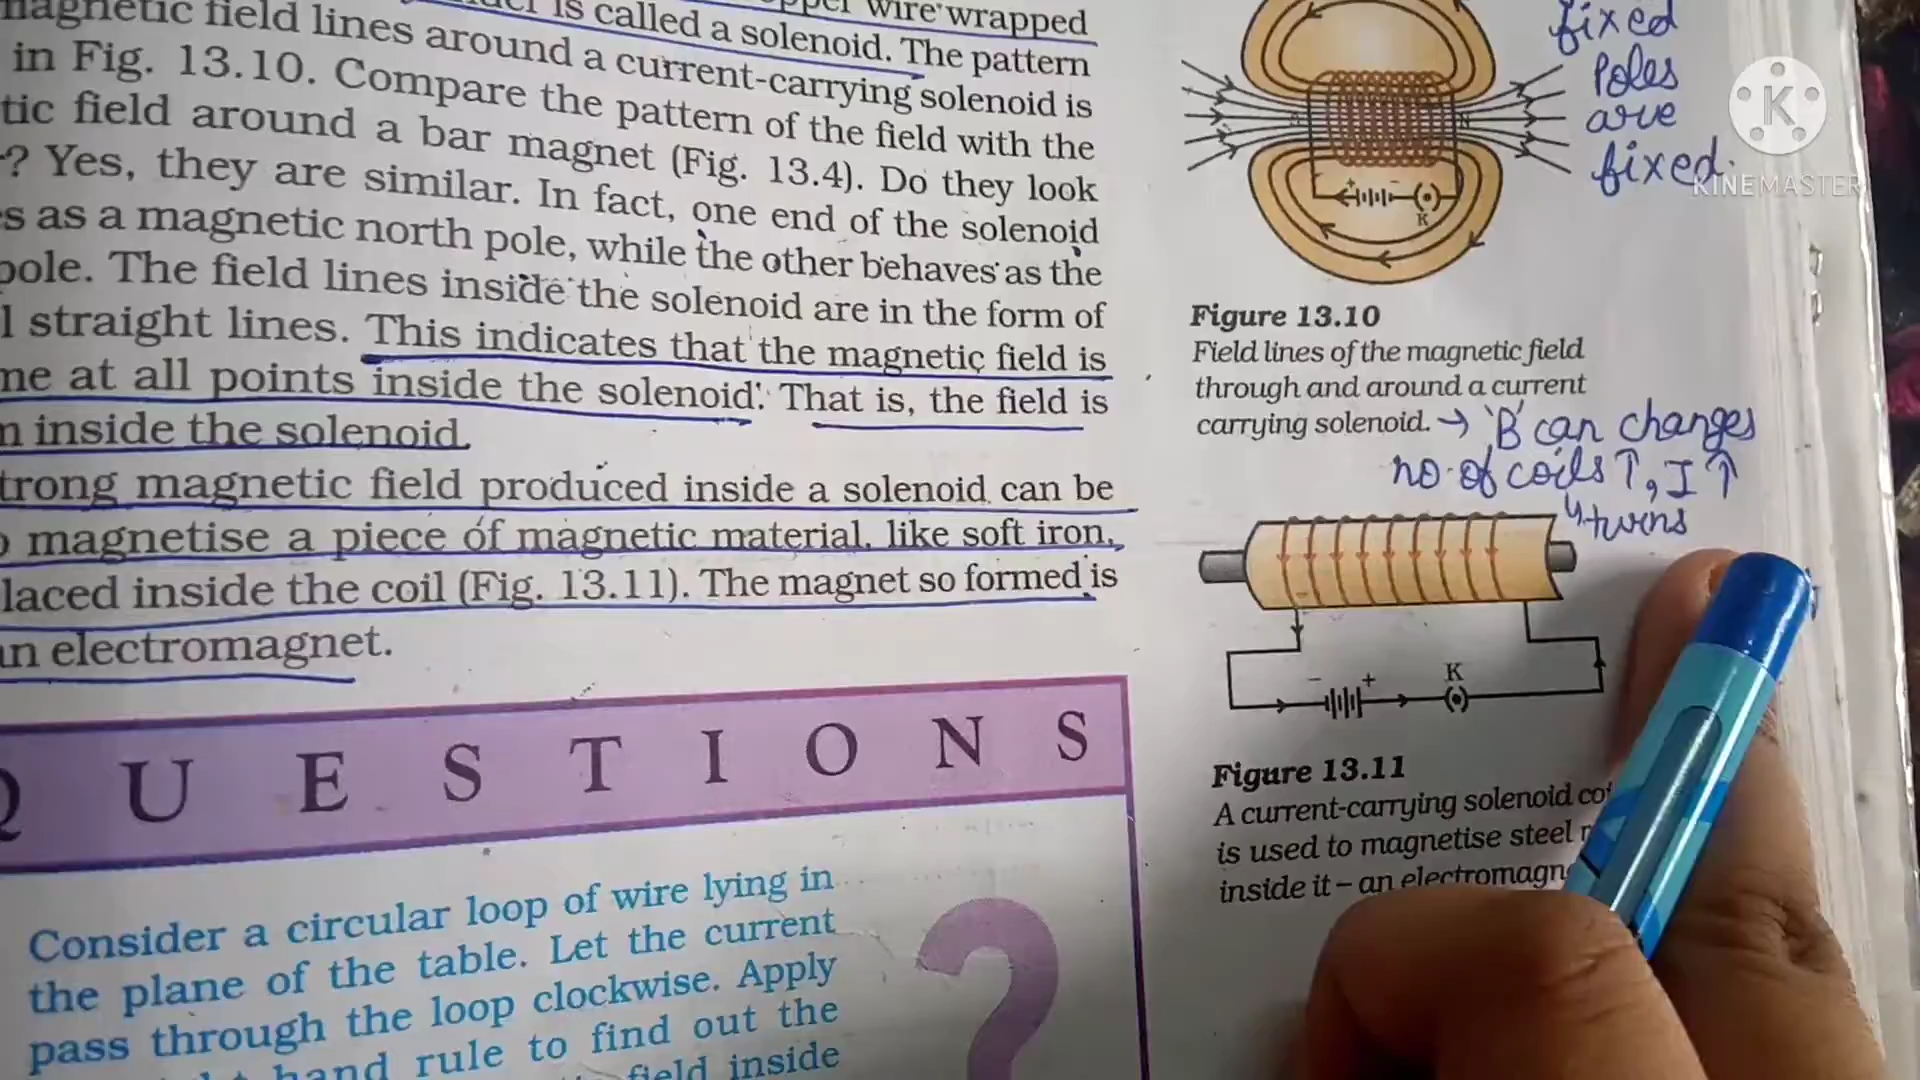 is called a solenoid. The pattern
magnetic field lines around a current-carrying solenoid is
in Fig. 13.10. Compare the pattern of the field with the
tic field around a bar magnet (Fig. 13.4). Do they look
? Yes, they are similar. In fact, one end of the solenoid
s as a magnetic north pole, while the other behaves as the
pole. The field lines inside the solenoid are in the form of
l straight lines. This indicates that the magnetic field is
me at all points inside the solenoid. That is, the field is
m inside the solenoid.
trong magnetic field produced inside a solenoid can be
o magnetise a piece of magnetic material, like soft iron,
laced inside the coil (Fig. 13.11). The magnet so formed is
an electromagnet.
QUESTIONS
Consider a circular loop of wire lying in
the plane of the table. Let the current
pass through the loop clockwise. Apply
hand rule to find out the
field inside
wire wrapped
fixed
Poles
are
fixed.
K
KINEMASTER
N
+ -
K
Figure 13.10
Field lines of the magnetic field
through and around a current
carrying solenoid. → 'B' can changes
no. of coils ↑, I ↑
turns
- +
K
Figure 13.11
A current-carrying solenoid coi
is used to magnetise steel r
inside it – an electromagn